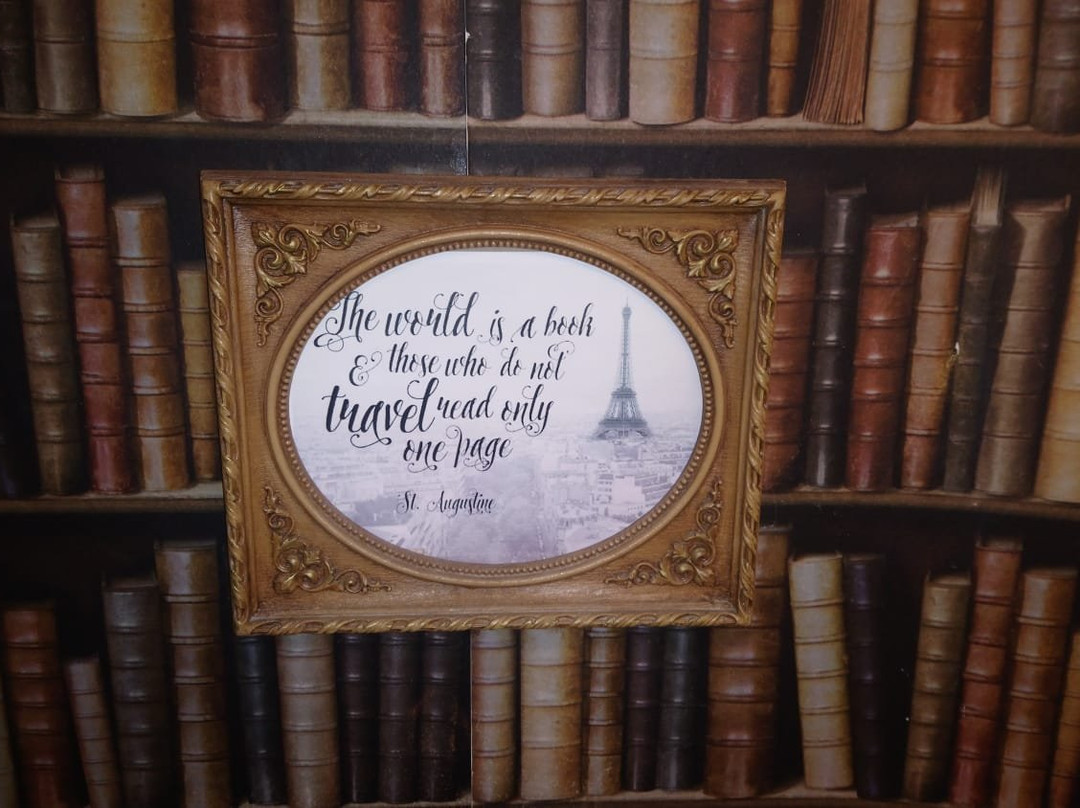 The world is a book
& those who do not
travel read only
one page
St. Augustine